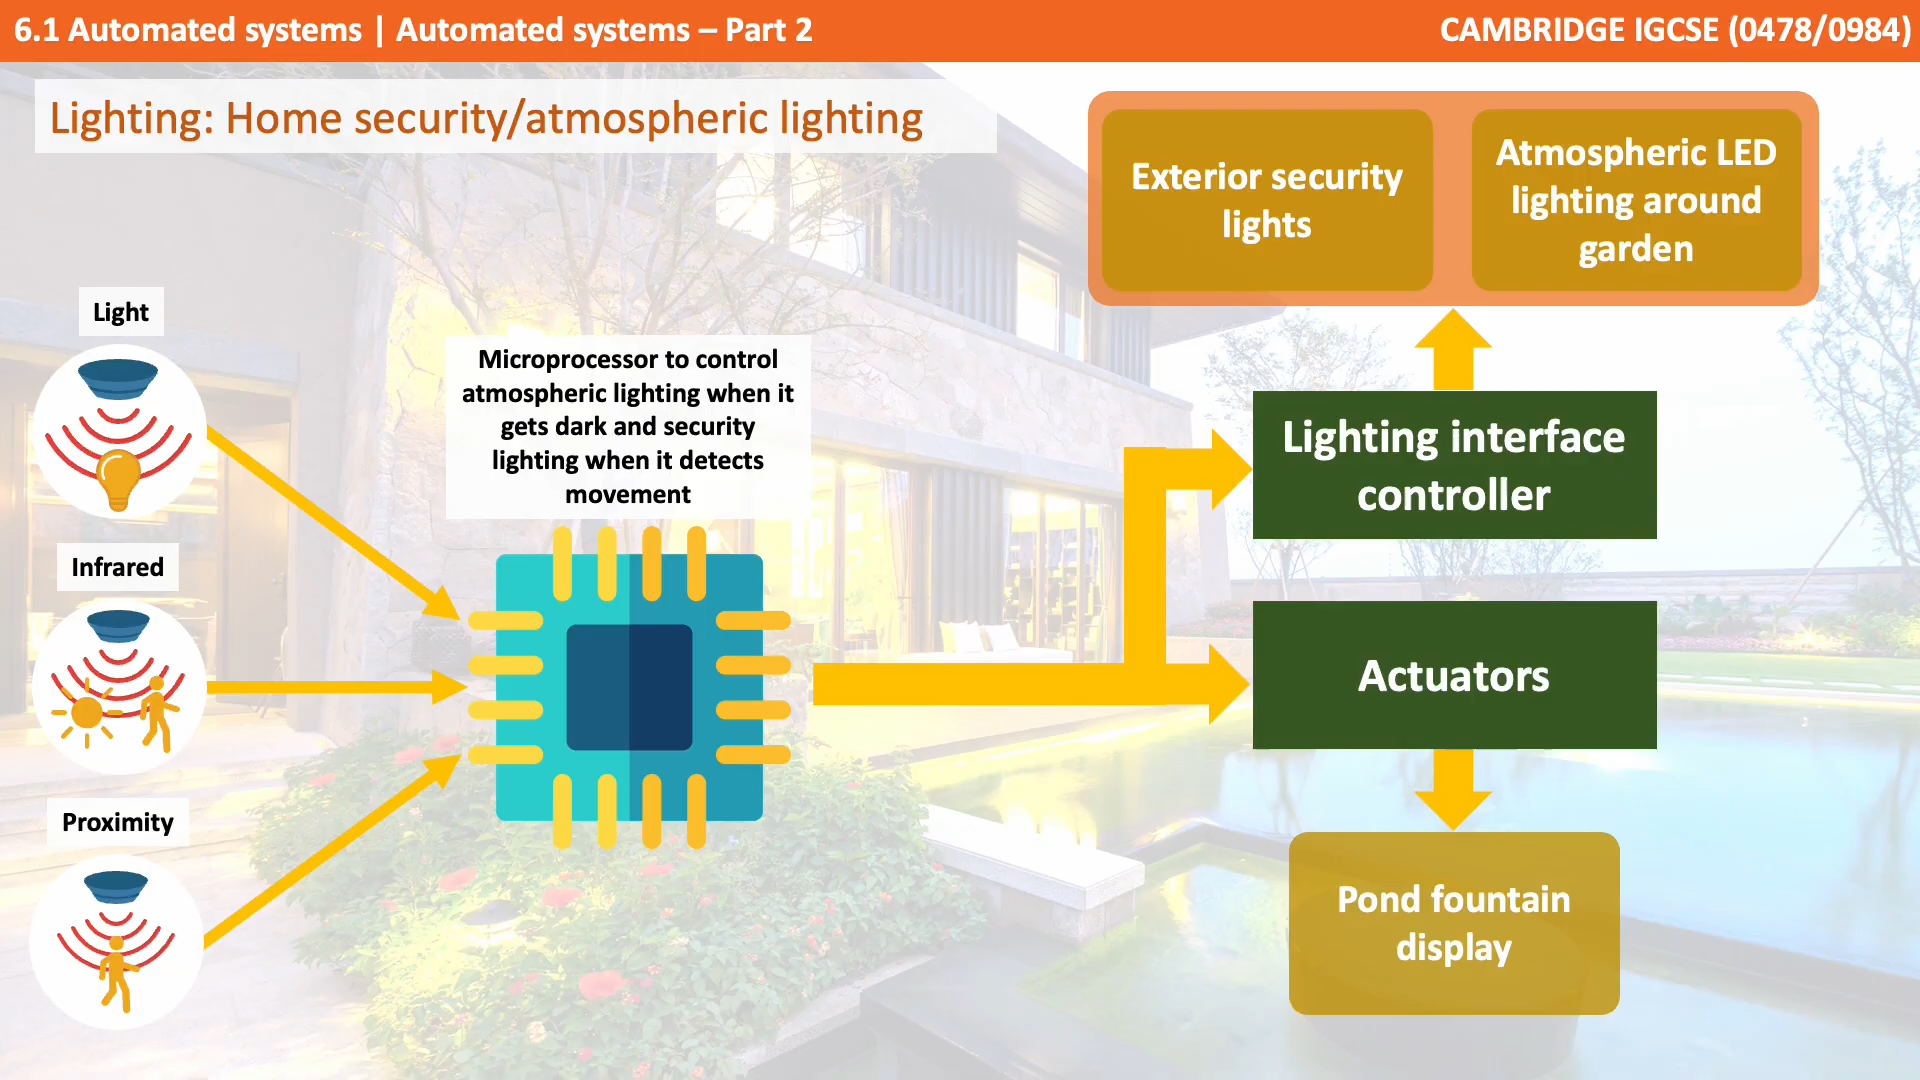 6.1 Automated systems | Automated systems – Part 2
CAMBRIDGE IGCSE (0478/0984)
Lighting: Home security/atmospheric lighting
Light
Infrared
Proximity
Microprocessor to control
atmospheric lighting when it
gets dark and security
lighting when it detects
movement
Exterior security
lights
Atmospheric LED
lighting around
garden
Lighting interface
controller
Actuators
Pond fountain
display